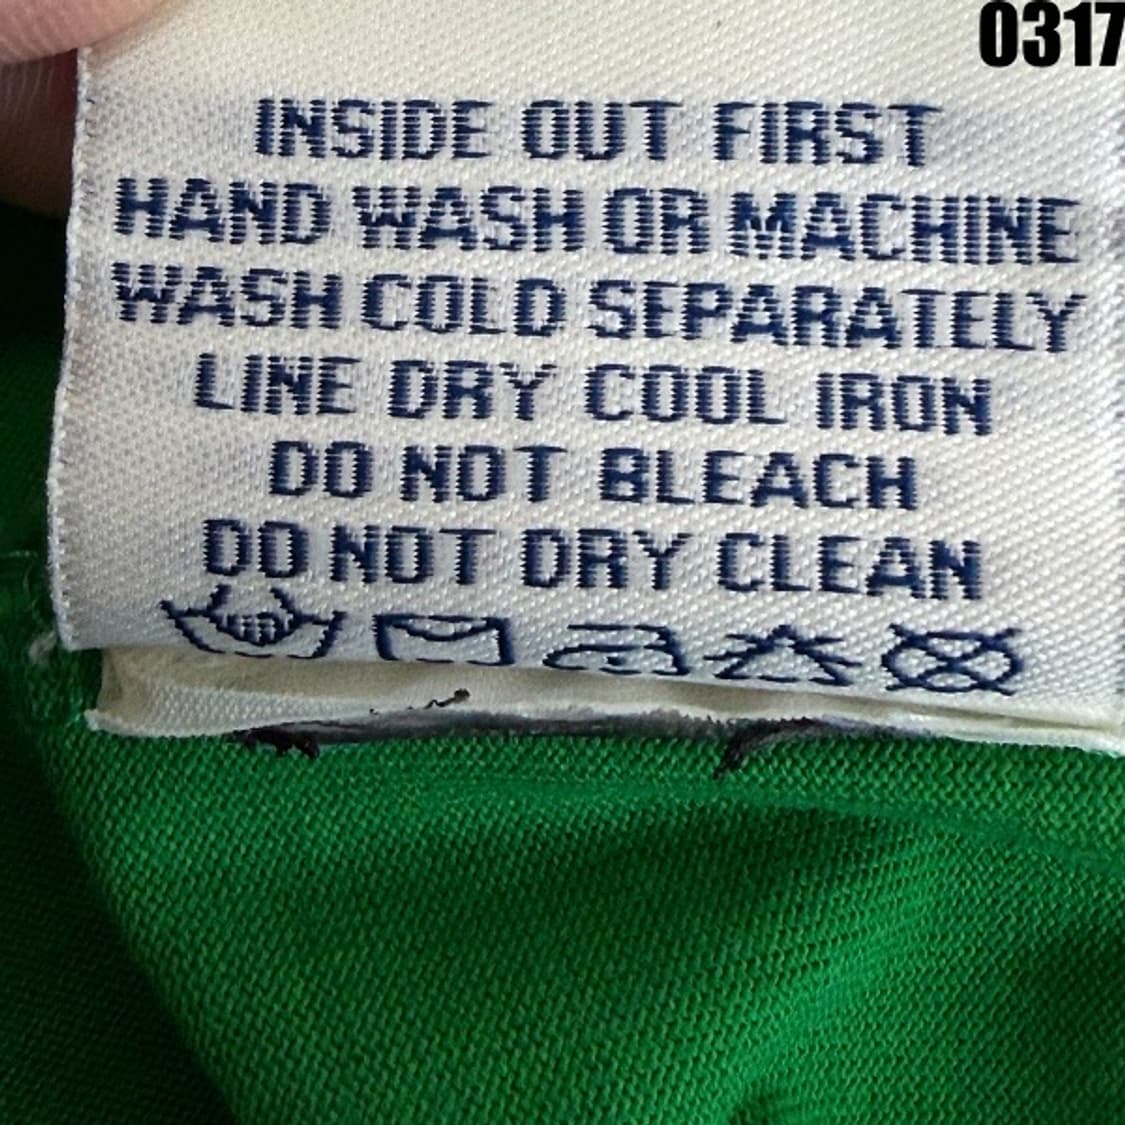 0317
INSIDE OUT FIRST
HAND WASH OR MACHINE
WASH COLD SEPARATELY
LINE DRY COOL IRON
DO NOT BLEACH
DO NOT DRY CLEAN